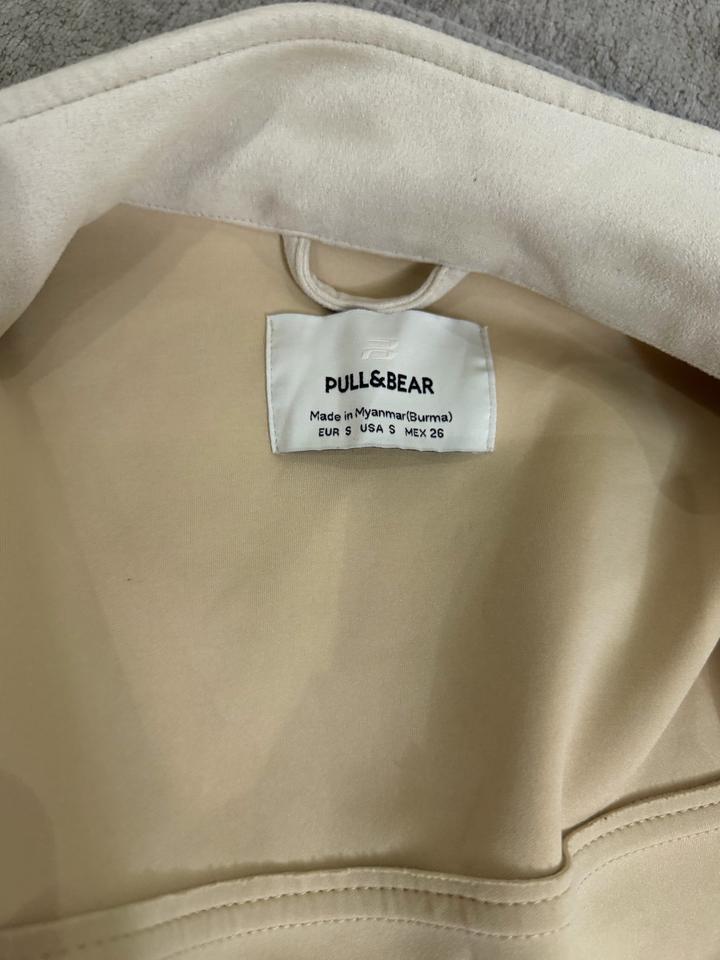 PULL&BEAR
Made in Myanmar(Burma)
EUR S USA S MEX 26